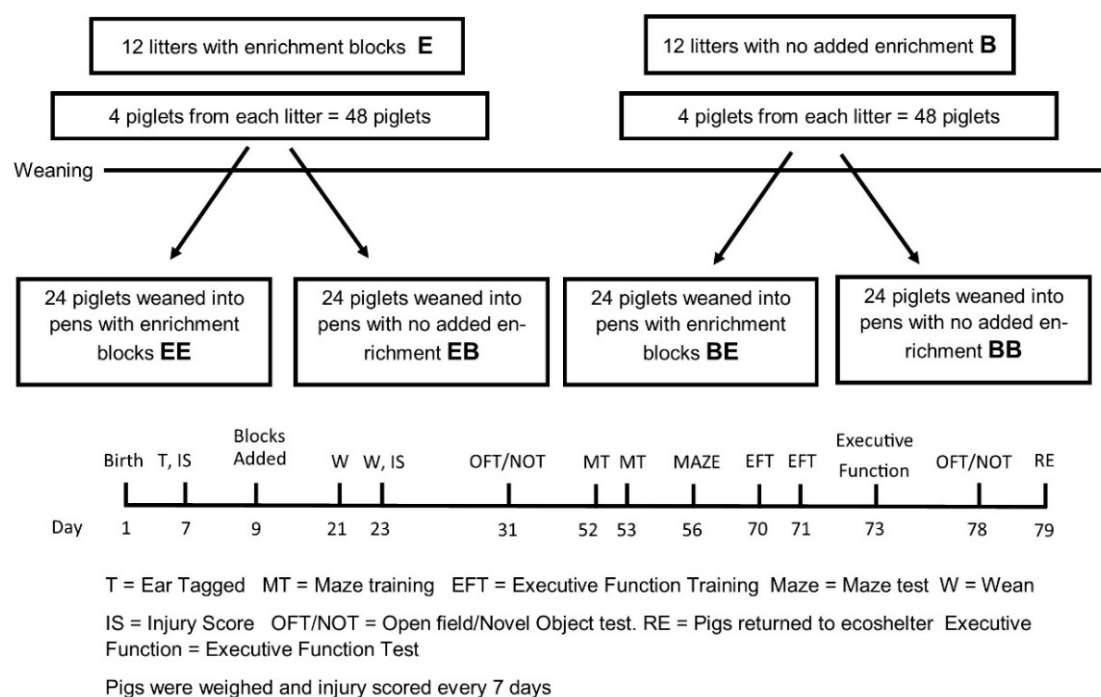 12 litters with enrichment blocks E
12 litters with no added enrichment B
4 piglets from each litter = 48 piglets
4 piglets from each litter = 48 piglets
Weaning
24 piglets weaned into
pens with enrichment
blocks EE
24 piglets weaned into
pens with no added en-
richment EB
24 piglets weaned into
pens with enrichment
blocks BE
24 piglets weaned into
pens with no added en-
richment BB
Birth T, IS Blocks Added W W, IS OFT/NOT MT MT MAZE EFT EFT Executive Function OFT/NOT RE
Day 1 7 9 21 23 31 52 53 56 70 71 73 78 79
T = Ear Tagged MT = Maze training EFT = Executive Function Training Maze = Maze test W = Wean
IS = Injury Score OFT/NOT = Open field/Novel Object test. RE = Pigs returned to ecoshelter Executive
Function = Executive Function Test
Pigs were weighed and injury scored every 7 days